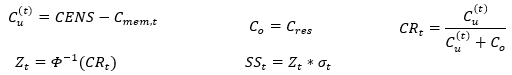 C_u^(t) = CENS − C_mem,t    C_o = C_res    CR_t = C_u^(t) / (C_u^(t) + C_o)
Z_t = Φ^−1(CR_t)    SS_t = Z_t * σ_t